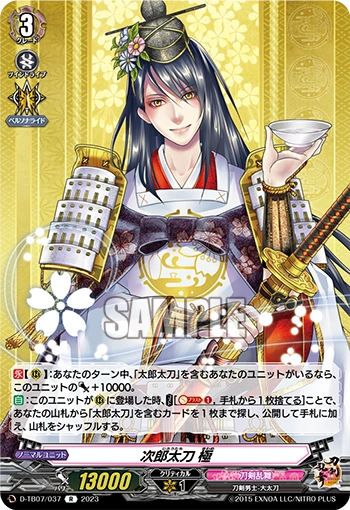 3
グレード
ツインドライブ
ペルソナライド
SAMPLE
【永】:あなたのターン中、「太郎太刀」を含むあなたのユニットがいるなら、
このユニットの+10000。
【自】:このユニットが に登場した時、【コスト】[ 1, 手札から1枚捨てる]ことで、
あなたの山札から「太郎太刀」を含むカードを1枚まで探し、公開して手札に加
え、山札をシャッフルする。
ノーマルユニット
次郎太刀 極
パワー 13000
クリティカル 1
刀剣乱舞
刀剣男士・大太刀
D-TB07/037 R 2023
©2015 EXNOA LLC/NITRO PLUS